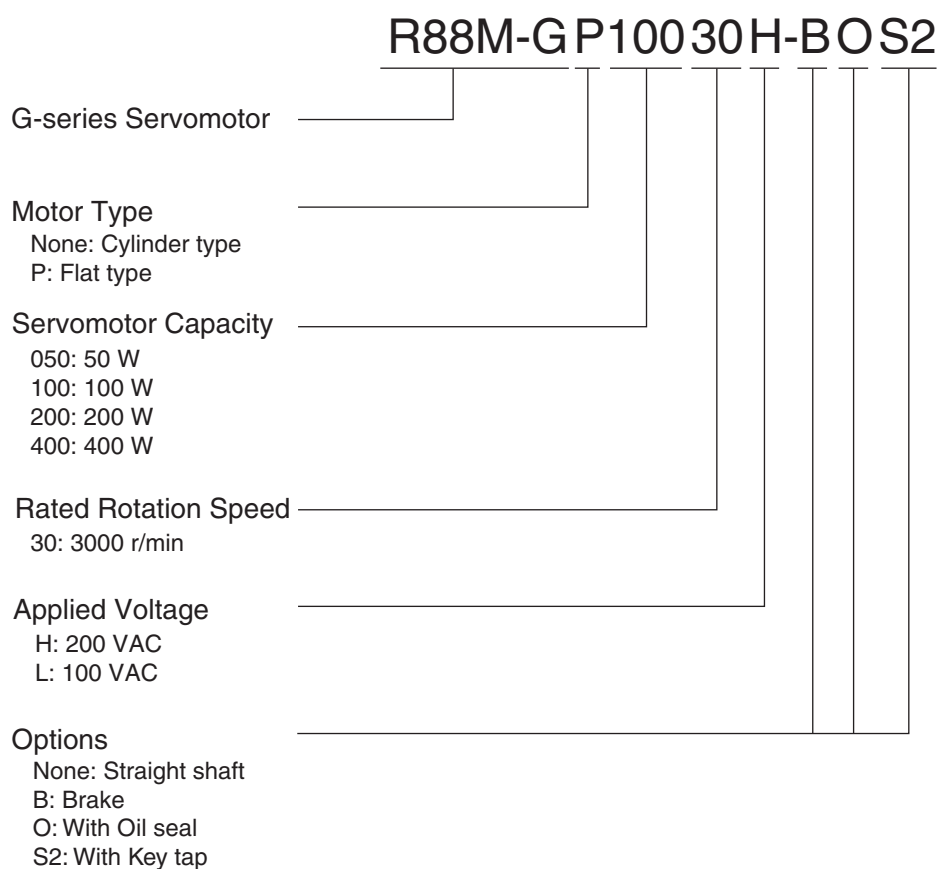 R88M-GP10030H-BOS2
G-series Servomotor
Motor Type
None: Cylinder type
P: Flat type
Servomotor Capacity
050: 50 W
100: 100 W
200: 200 W
400: 400 W
Rated Rotation Speed
30: 3000 r/min
Applied Voltage
H: 200 VAC
L: 100 VAC
Options
None: Straight shaft
B: Brake
O: With Oil seal
S2: With Key tap